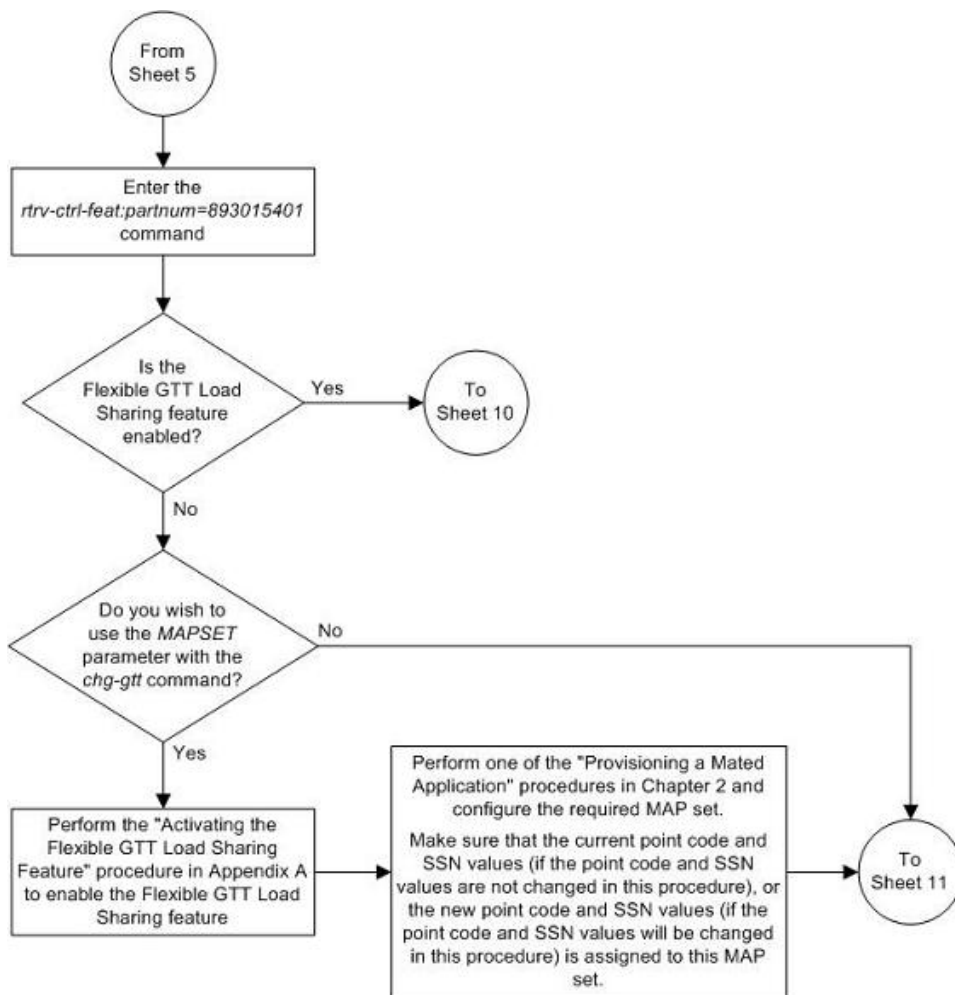 From
Sheet 5
Enter the
rtrv-ctrl-feat:partnum=893015401
command
Is the
Flexible GTT Load
Sharing feature
enabled?
Yes
To
Sheet 10
No
Do you wish to
use the MAPSET
parameter with the
chg-gtt command?
No
Yes
Perform the "Activating the
Flexible GTT Load Sharing
Feature" procedure in Appendix A
to enable the Flexible GTT Load
Sharing feature
Perform one of the "Provisioning a Mated
Application" procedures in Chapter 2 and
configure the required MAP set.
Make sure that the current point code and
SSN values (if the point code and SSN
values are not changed in this procedure), or
the new point code and SSN values (if the
point code and SSN values will be changed
in this procedure) is assigned to this MAP
set.
To
Sheet 11